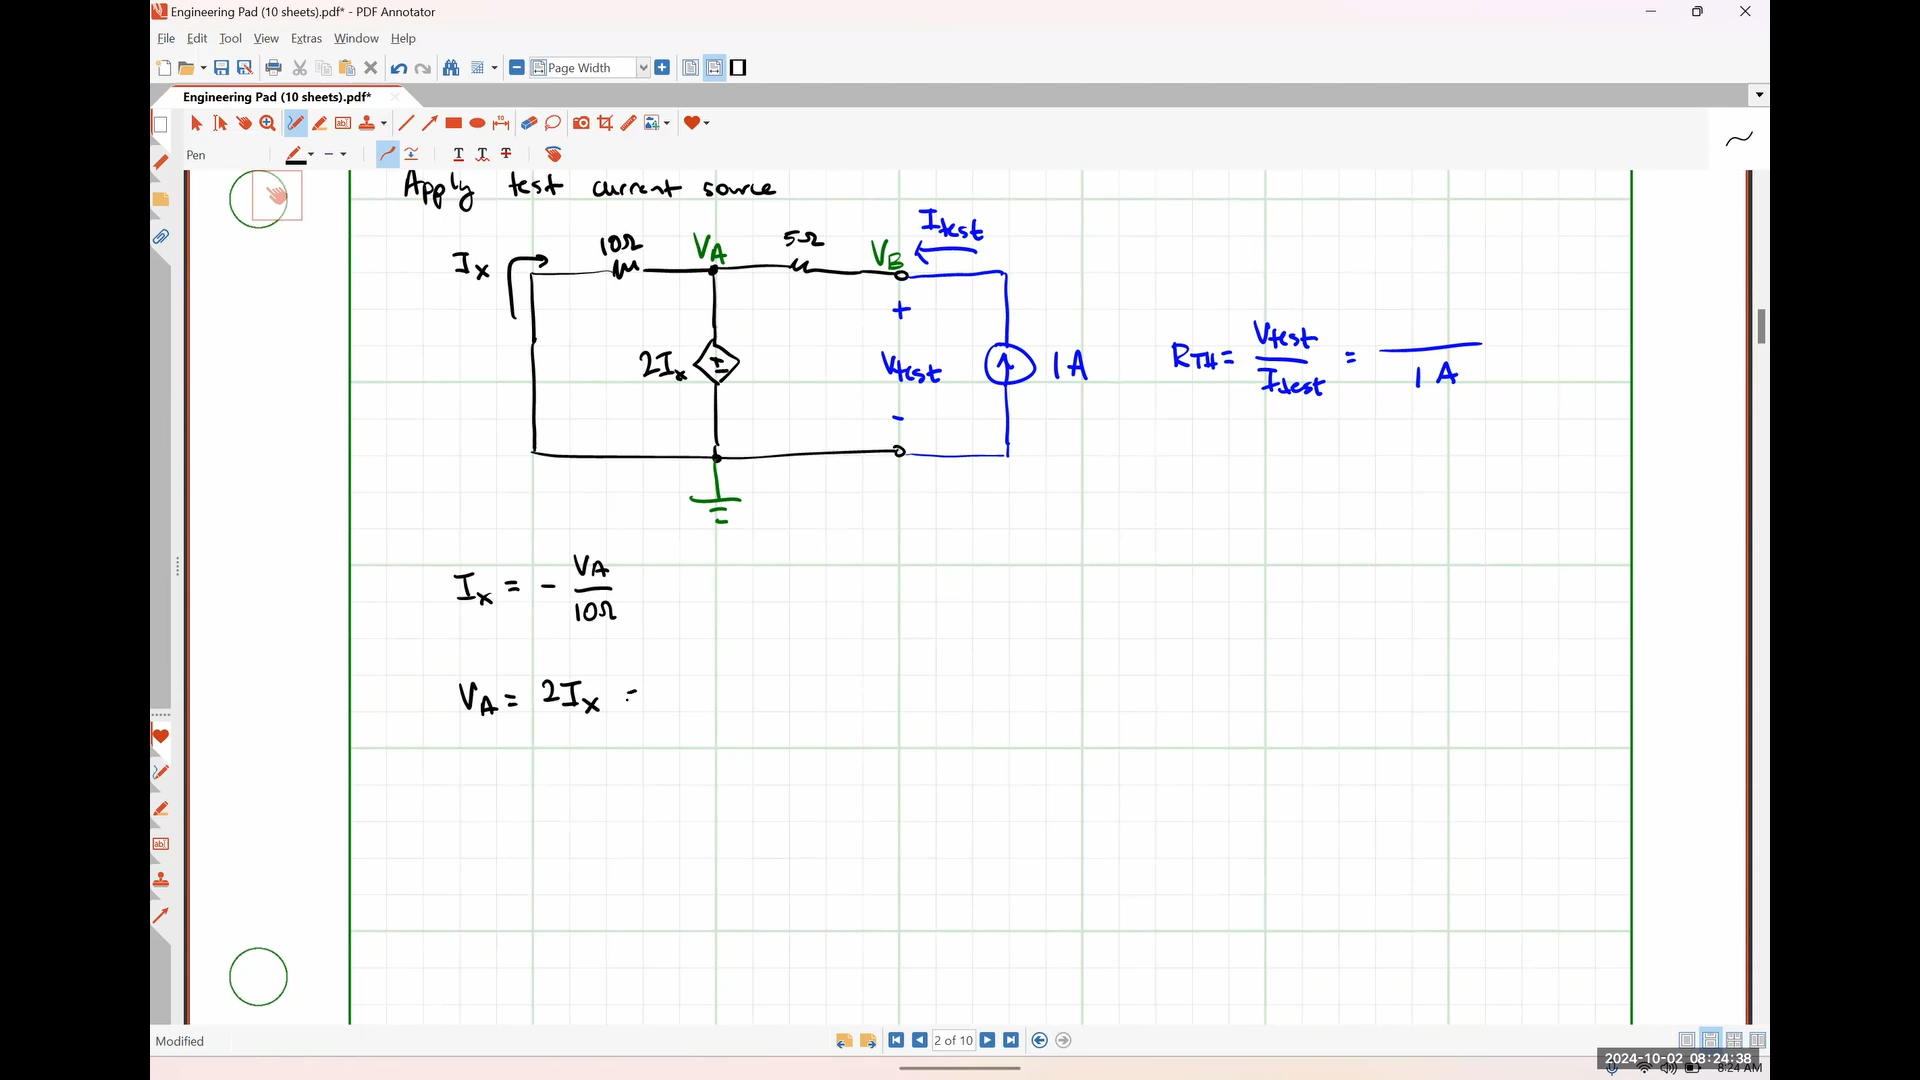 Engineering Pad (10 sheets).pdf* - PDF Annotator
File Edit Tool View Extras Window Help
Page Width
Engineering Pad (10 sheets).pdf*
Pen
Apply test current source
Itest
10Ω VA 5Ω VB
Ix
+
2Ix Vtest 1 A
-
RTH = Vtest / Itest = / 1 A
Ix = - VA / 10Ω
VA = 2Ix =
Modified
2 of 10
2024-10-02 08:24:38
8:24 AM